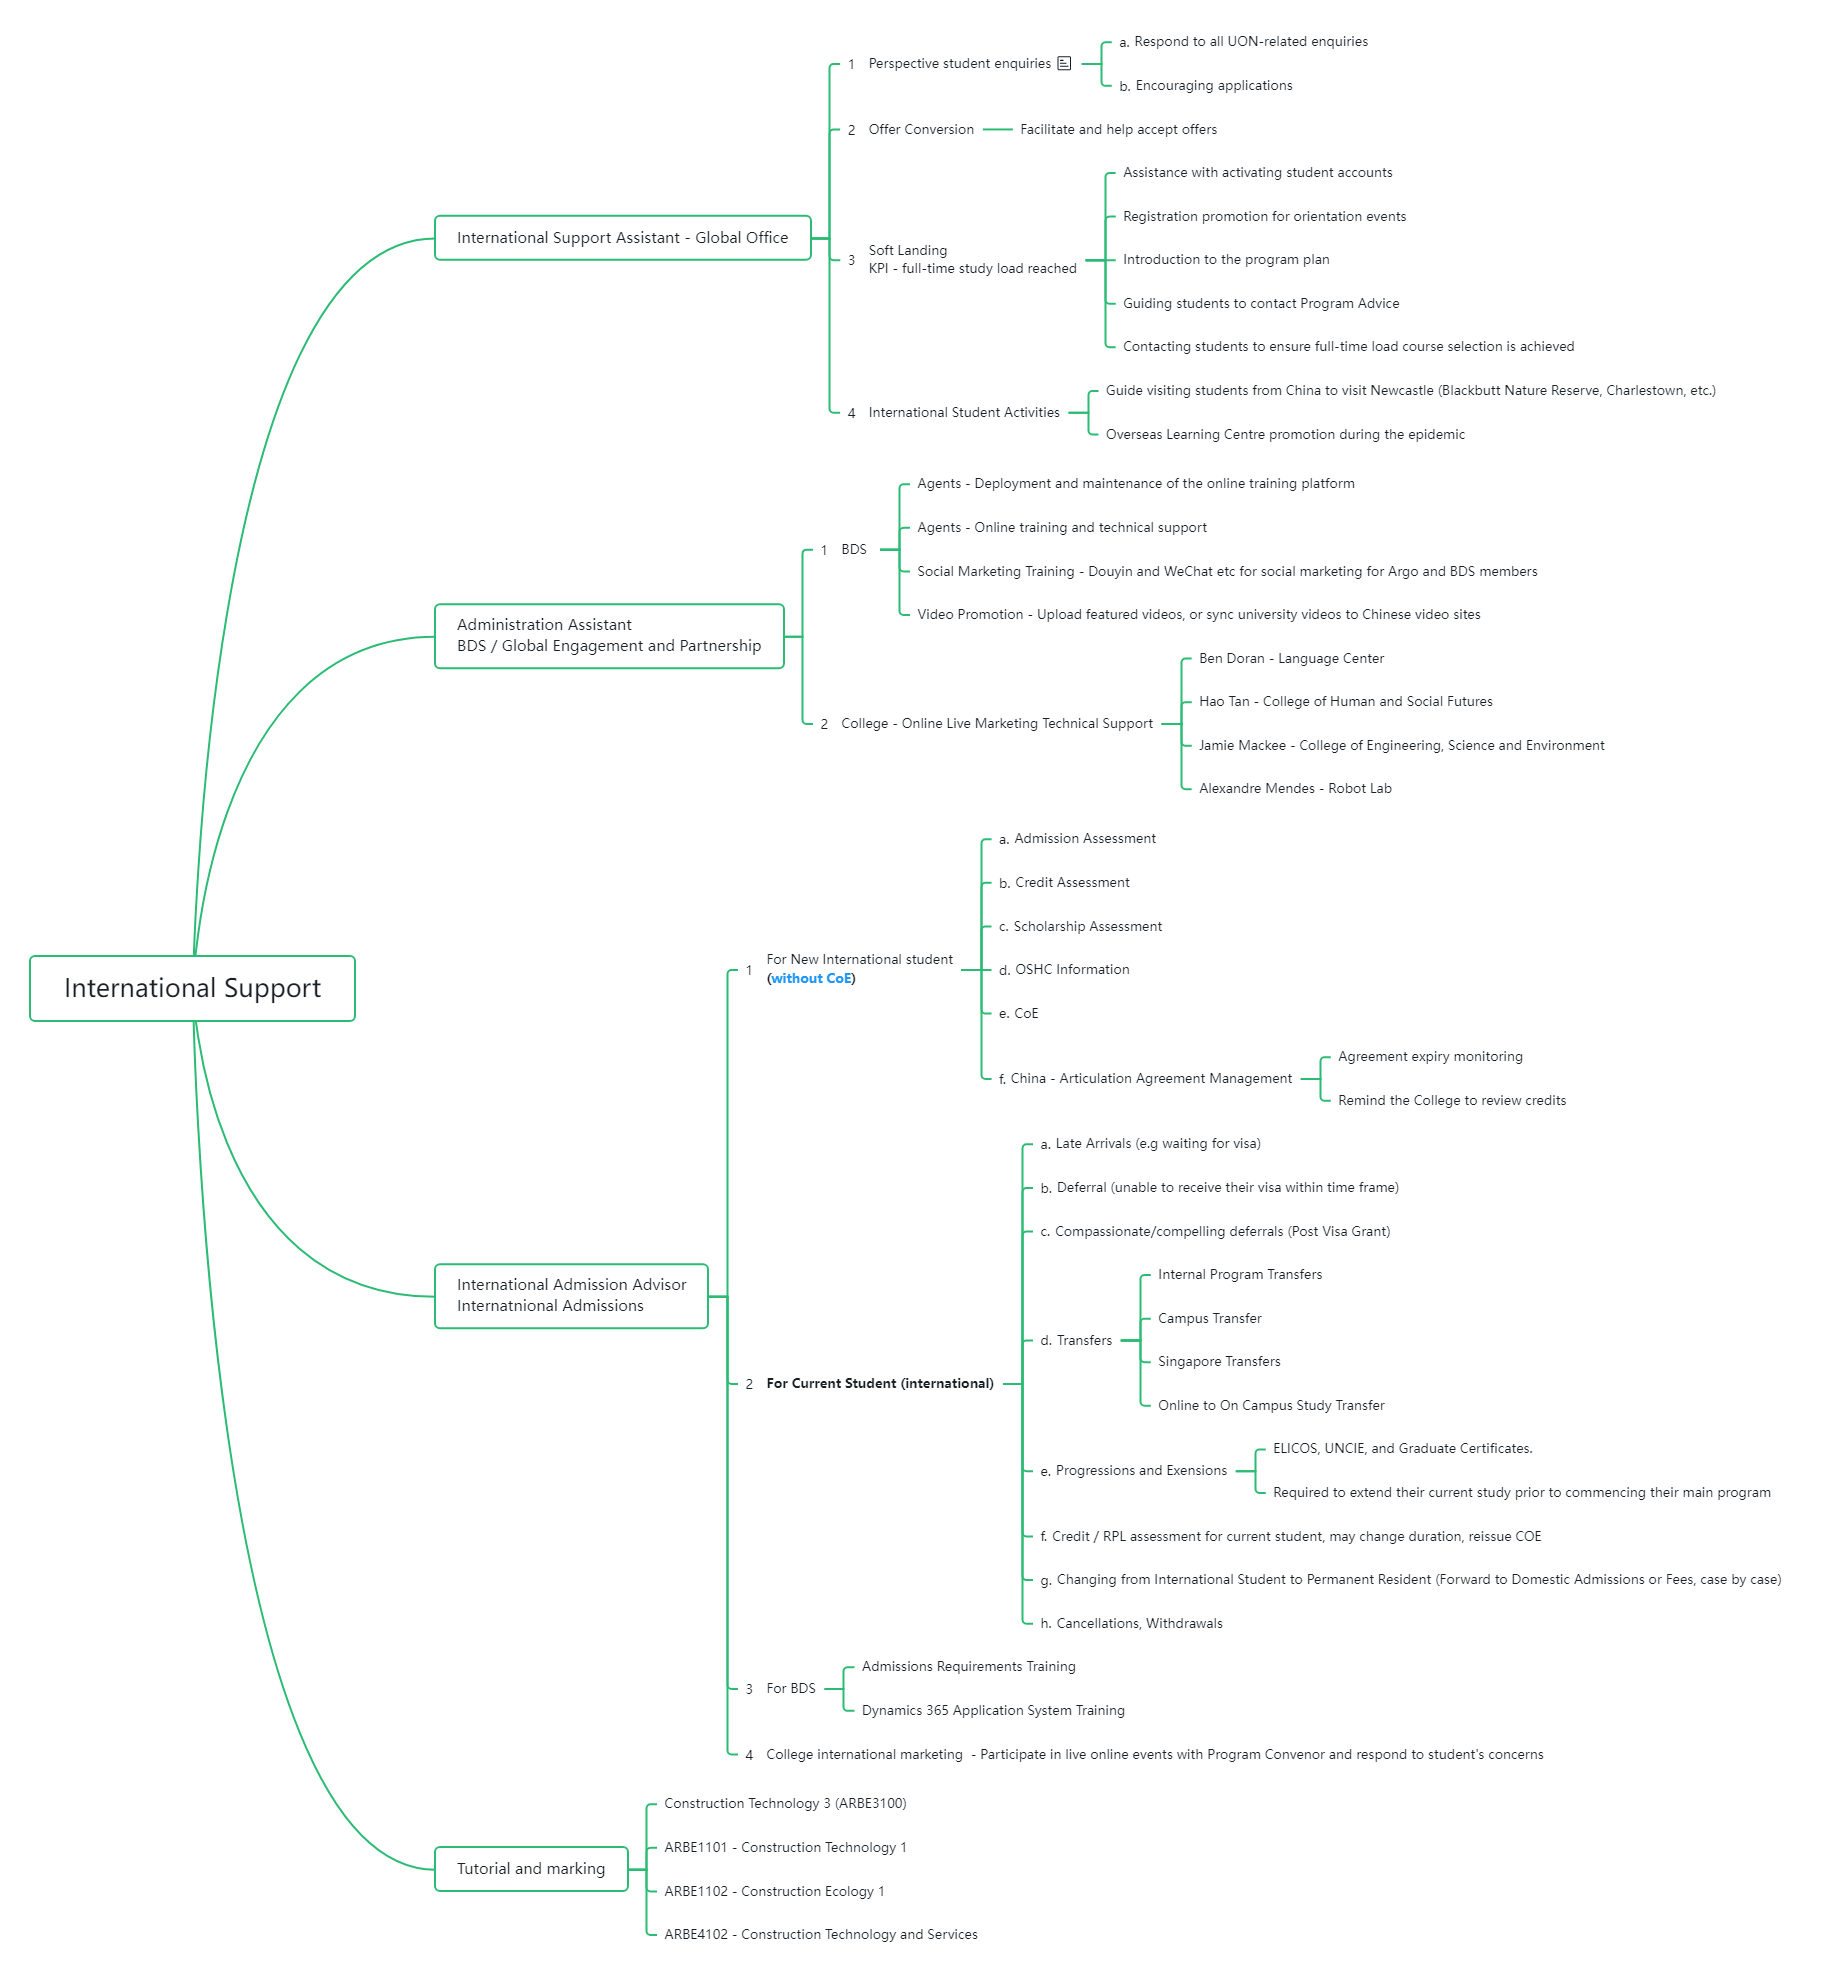 International Support
International Support Assistant - Global Office
1 Perspective student enquiries
a. Respond to all UON-related enquiries
b. Encouraging applications
2 Offer Conversion
Facilitate and help accept offers
3 Soft Landing
KPI - full-time study load reached
Assistance with activating student accounts
Registration promotion for orientation events
Introduction to the program plan
Guiding students to contact Program Advice
Contacting students to ensure full-time load course selection is achieved
4 International Student Activities
Guide visiting students from China to visit Newcastle (Blackbutt Nature Reserve, Charlestown, etc.)
Overseas Learning Centre promotion during the epidemic
Administration Assistant
BDS / Global Engagement and Partnership
1 BDS
Agents - Deployment and maintenance of the online training platform
Agents - Online training and technical support
Social Marketing Training - Douyin and WeChat etc for social marketing for Argo and BDS members
Video Promotion - Upload featured videos, or sync university videos to Chinese video sites
2 College - Online Live Marketing Technical Support
Ben Doran - Language Center
Hao Tan - College of Human and Social Futures
Jamie Mackee - College of Engineering, Science and Environment
Alexandre Mendes - Robot Lab
International Admission Advisor
Internatnional Admissions
1 For New International student
(without CoE)
a. Admission Assessment
b. Credit Assessment
c. Scholarship Assessment
d. OSHC Information
e. CoE
f. China - Articulation Agreement Management
Agreement expiry monitoring
Remind the College to review credits
2 For Current Student (international)
a. Late Arrivals (e.g waiting for visa)
b. Deferral (unable to receive their visa within time frame)
c. Compassionate/compelling deferrals (Post Visa Grant)
d. Transfers
Internal Program Transfers
Campus Transfer
Singapore Transfers
Online to On Campus Study Transfer
e. Progressions and Exensions
ELICOS, UNCIE, and Graduate Certificates.
Required to extend their current study prior to commencing their main program
f. Credit / RPL assessment for current student, may change duration, reissue COE
g. Changing from International Student to Permanent Resident (Forward to Domestic Admissions or Fees, case by case)
h. Cancellations, Withdrawals
3 For BDS
Admissions Requirements Training
Dynamics 365 Application System Training
4 College international marketing - Participate in live online events with Program Convenor and respond to student's concerns
Tutorial and marking
Construction Technology 3 (ARBE3100)
ARBE1101 - Construction Technology 1
ARBE1102 - Construction Ecology 1
ARBE4102 - Construction Technology and Services